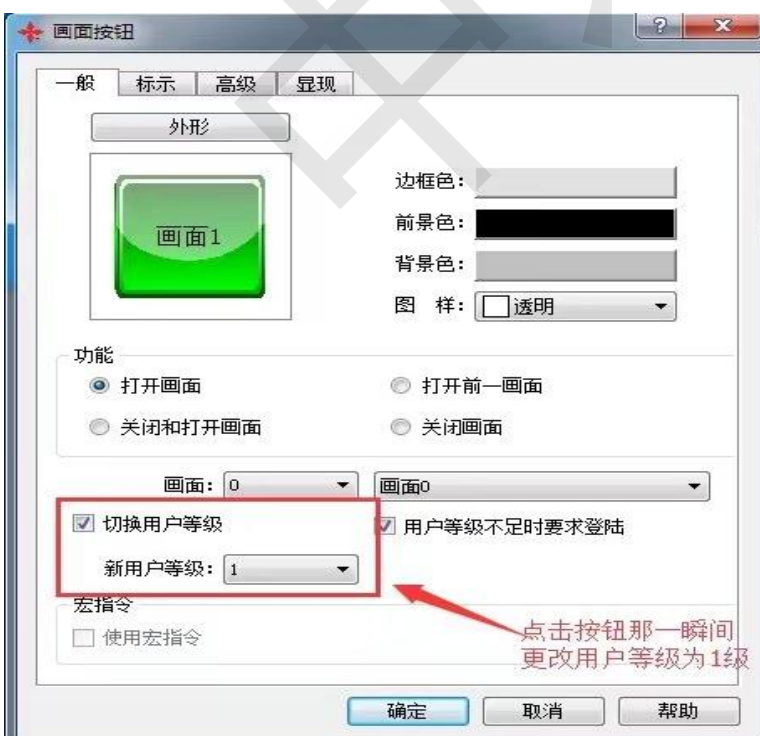 画面按钮
一般 标示 高级 显现
外形
画面1
边框色:
前景色:
背景色:
图 样: 透明
功能
打开画面 打开前一画面
关闭和打开画面 关闭画面
画面: 0 画面0
切换用户等级 用户等级不足时要求登陆
新用户等级: 1
宏指令
使用宏指令
点击按钮那一瞬间
更改用户等级为1级
确定 取消 帮助